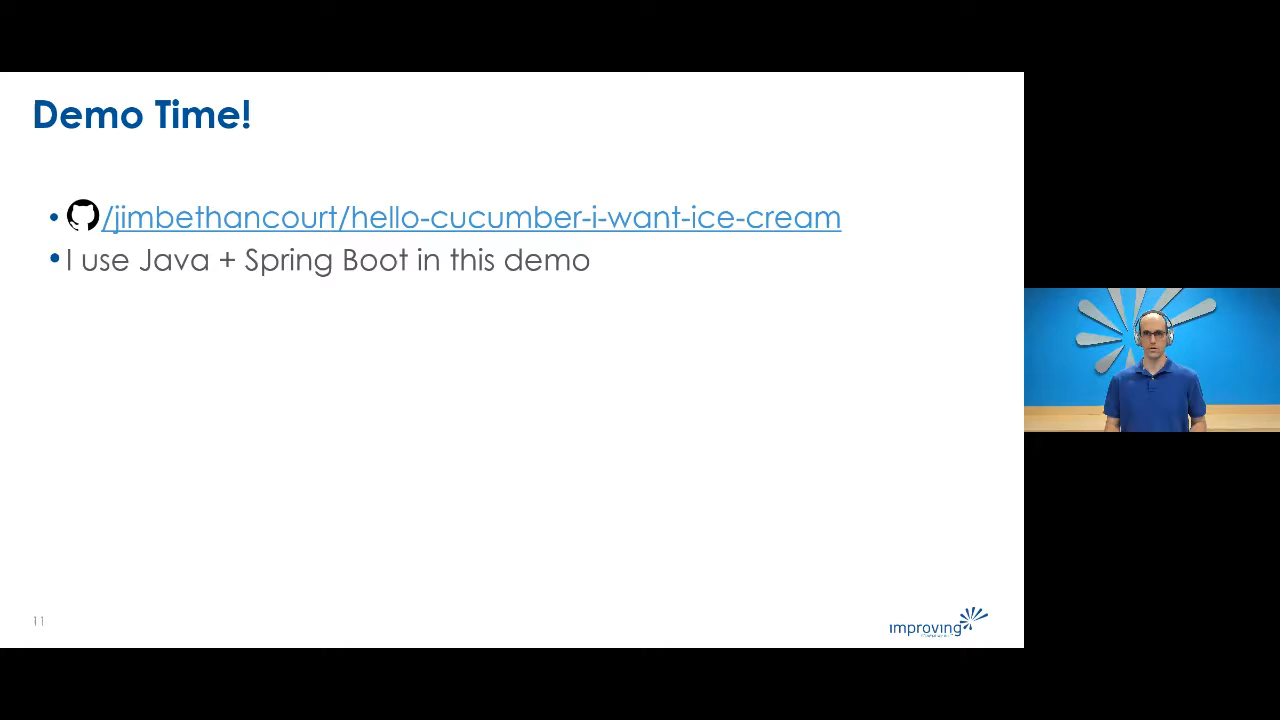 Demo Time!
• /jimbethancourt/hello-cucumber-i-want-ice-cream
• I use Java + Spring Boot in this demo
11
improving